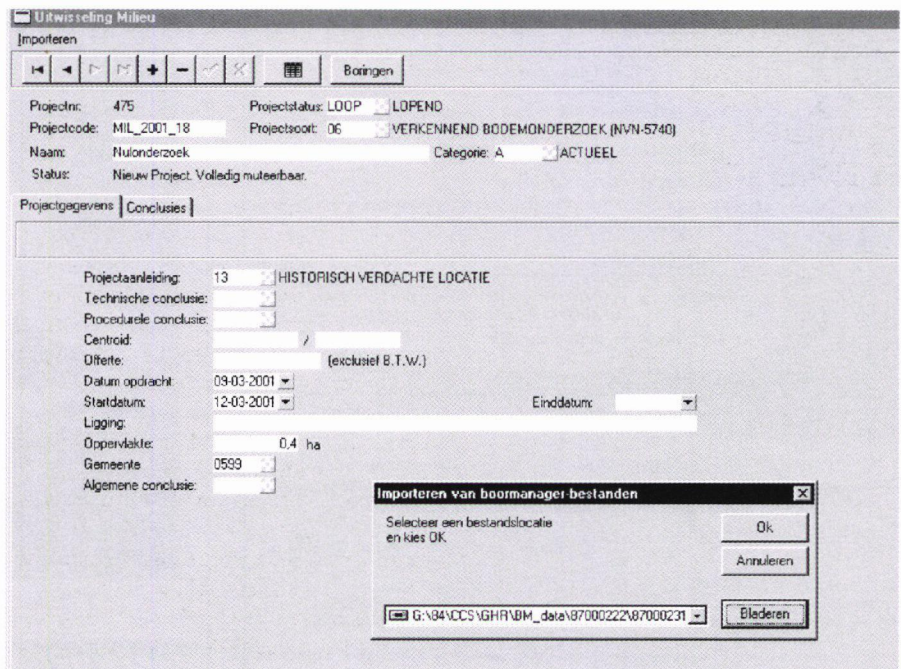 Uitwisseling Milieu
Importeren
Boringen
Projectnr: 475 Projectstatus: LOOP LOPEND
Projectcode: MIL_2001_18 Projectsoort: 06 VERKENNEND BODEMONDERZOEK (NVN-5740)
Naam: Nulonderzoek Categorie: A ACTUEEL
Status: Nieuw Project. Volledig muteerbaar.
Projectgegevens Conclusies
Projectaanleiding: 13 HISTORISCH VERDACHTE LOCATIE
Technische conclusie:
Procedurele conclusie:
Centroid: /
Offerte: (exclusief B.T.W.)
Datum opdracht: 09-03-2001
Startdatum: 12-03-2001 Einddatum:
Ligging:
Oppervlakte: 0,4 ha
Gemeente 0599
Algemene conclusie:
Importeren van boormanager-bestanden
Selecteer een bestandslocatie
en kies OK
Ok
Annuleren
G:\84\CCS\GHR\BM_data\87000222\87000231 Bladeren